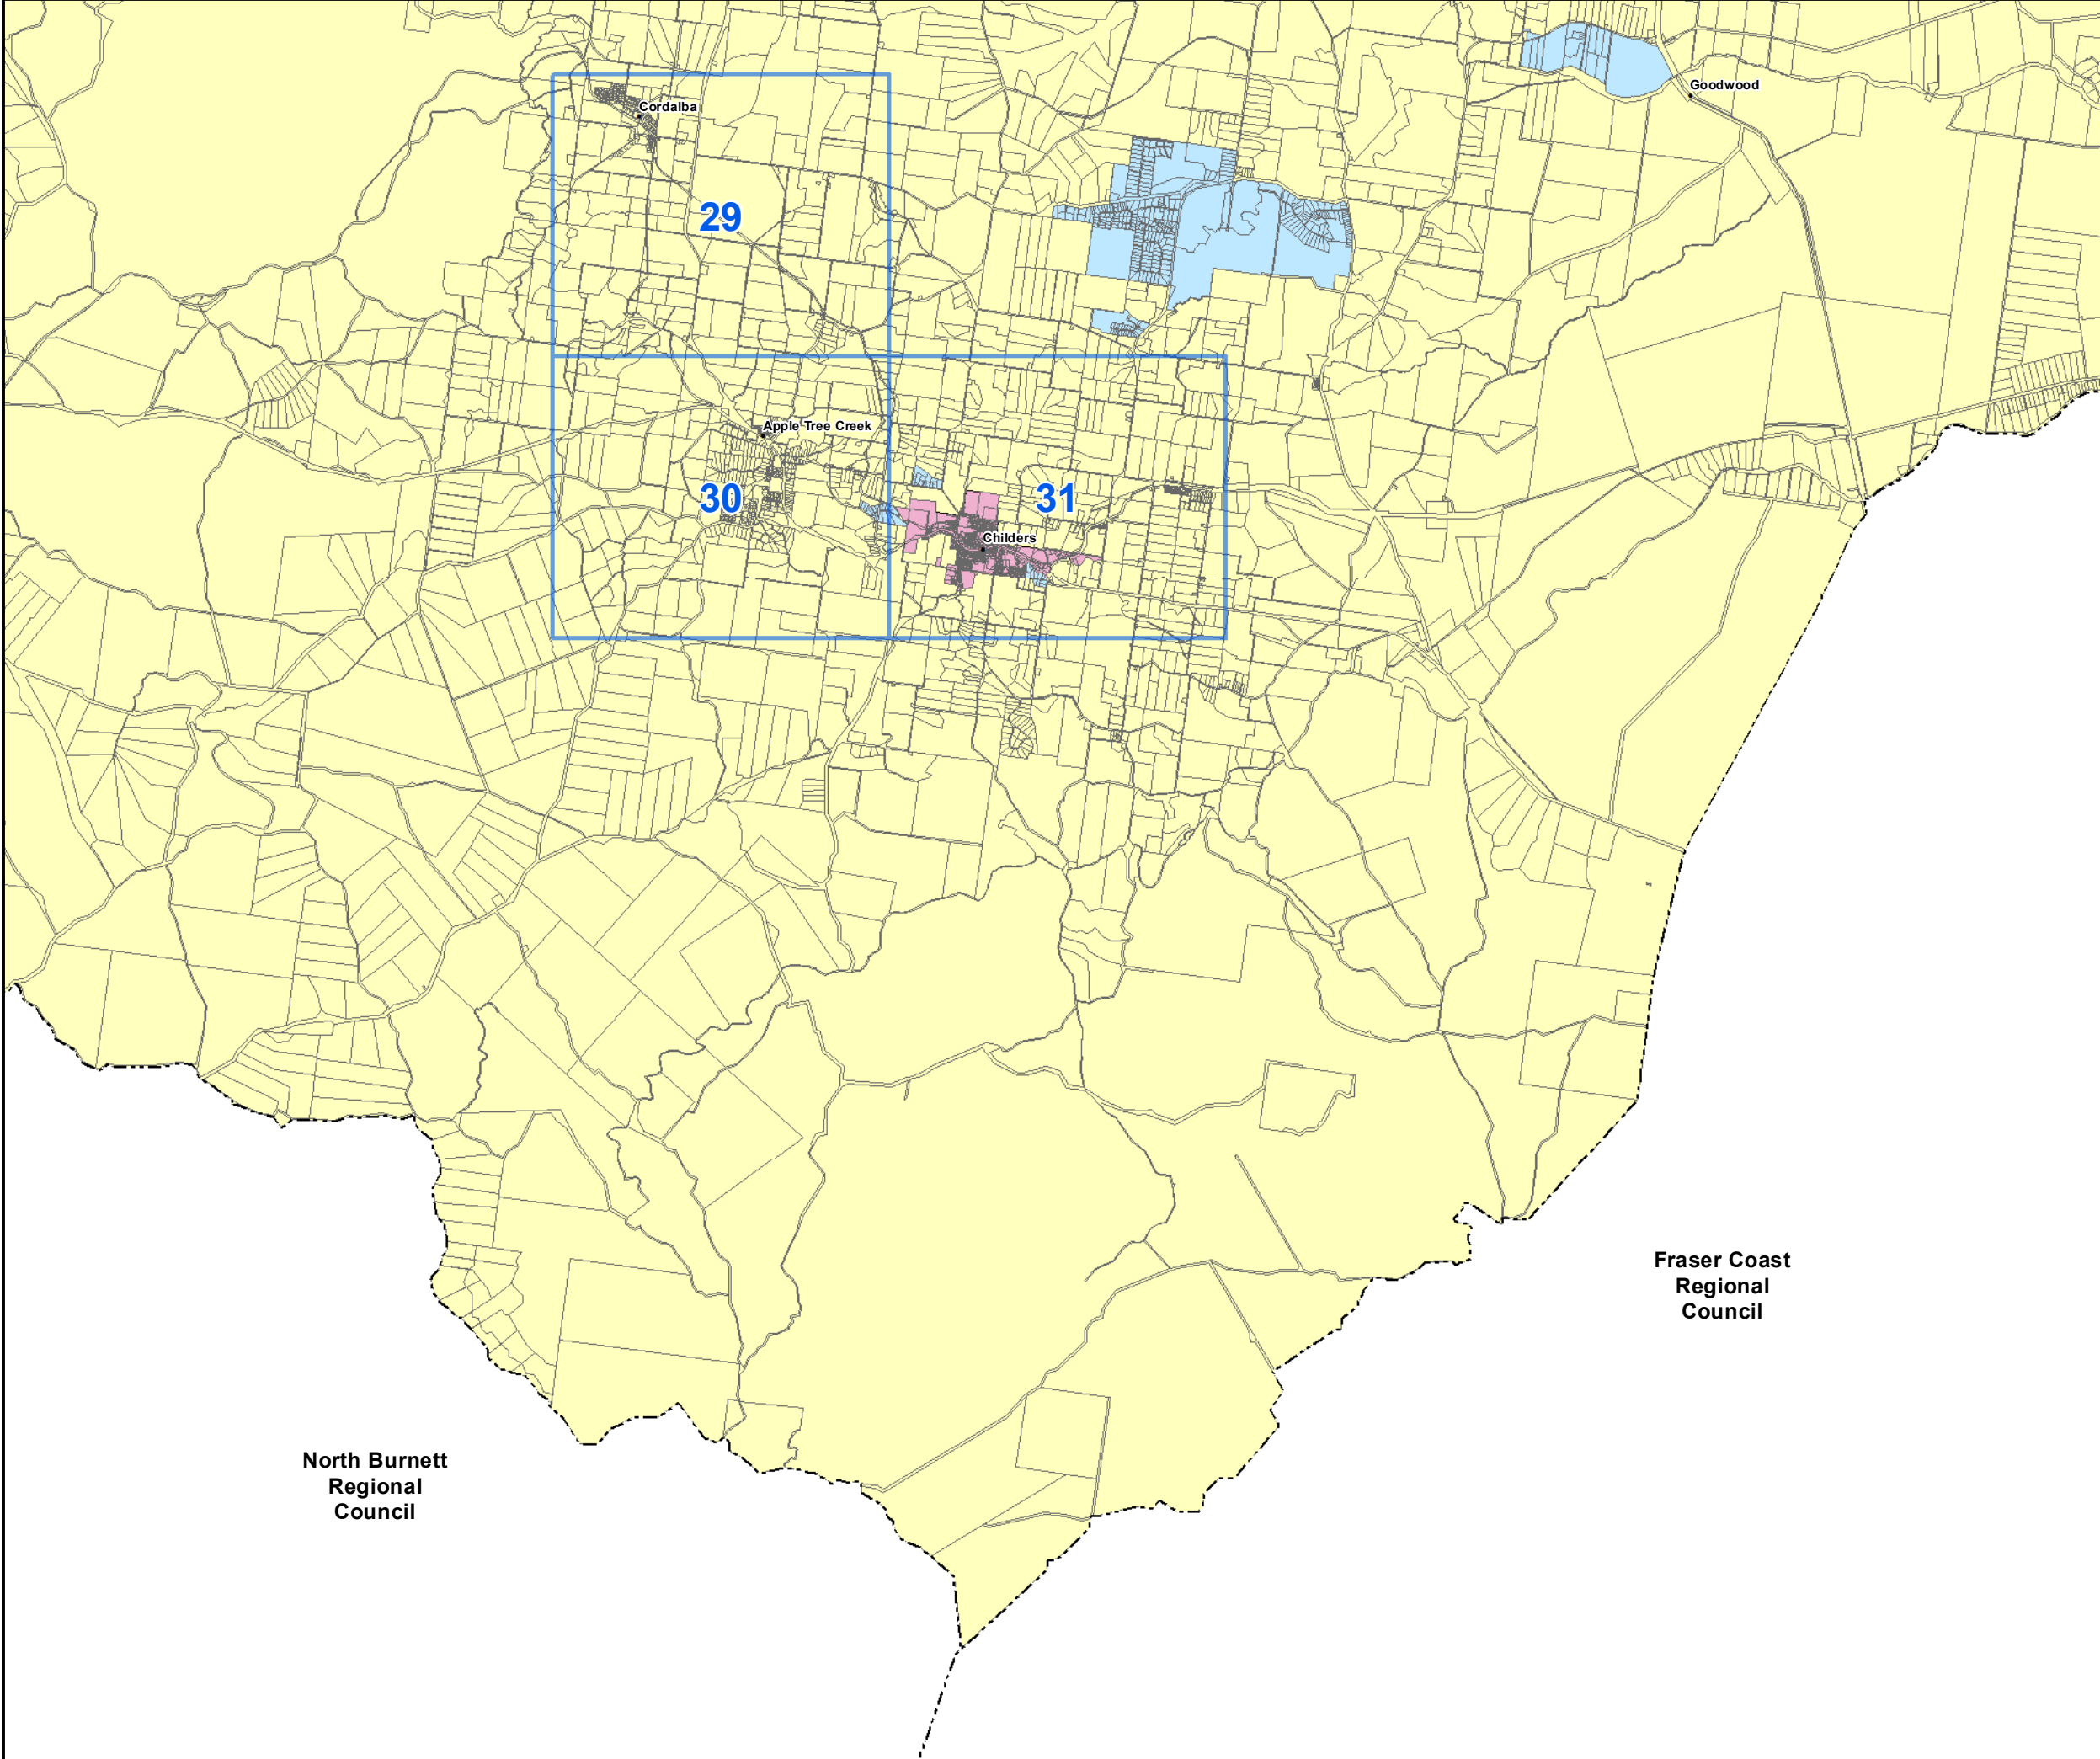 Goodwood
Cordalba
29
Apple Tree Creek
30
31
Childers
Fraser Coast
Regional
Council
North Burnett
Regional
Council